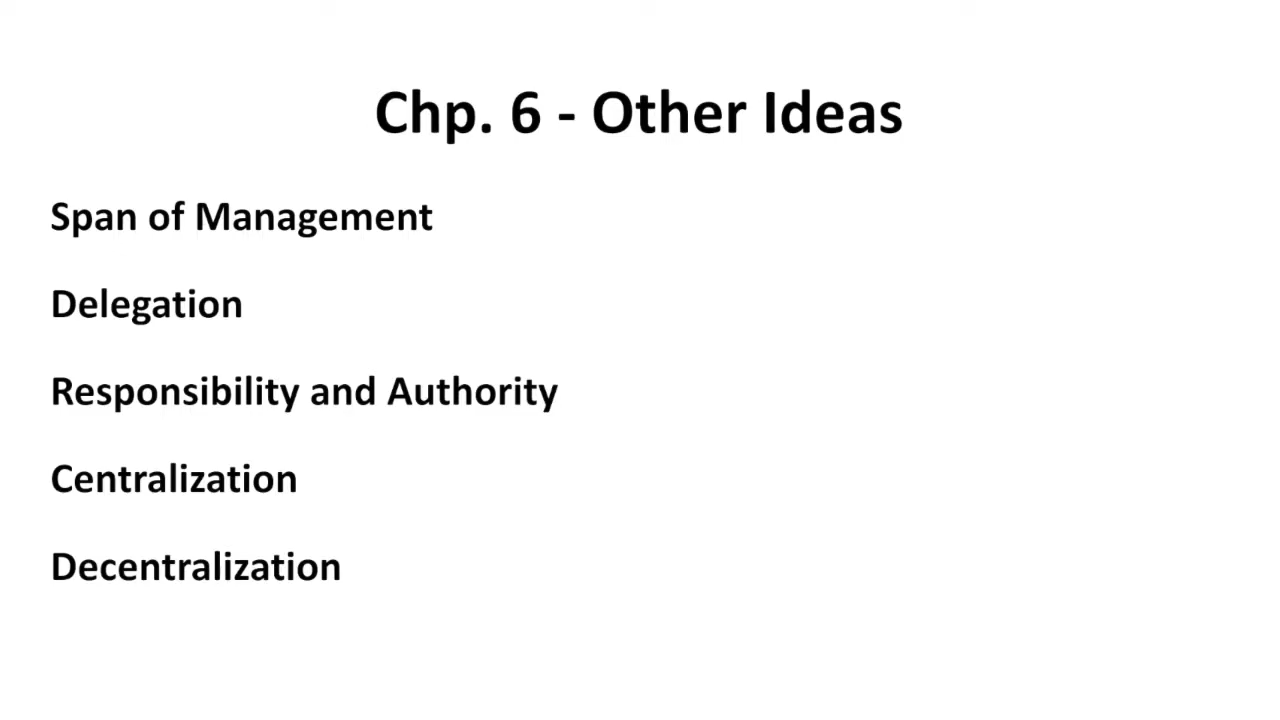 Chp. 6 - Other Ideas
Span of Management
Delegation
Responsibility and Authority
Centralization
Decentralization